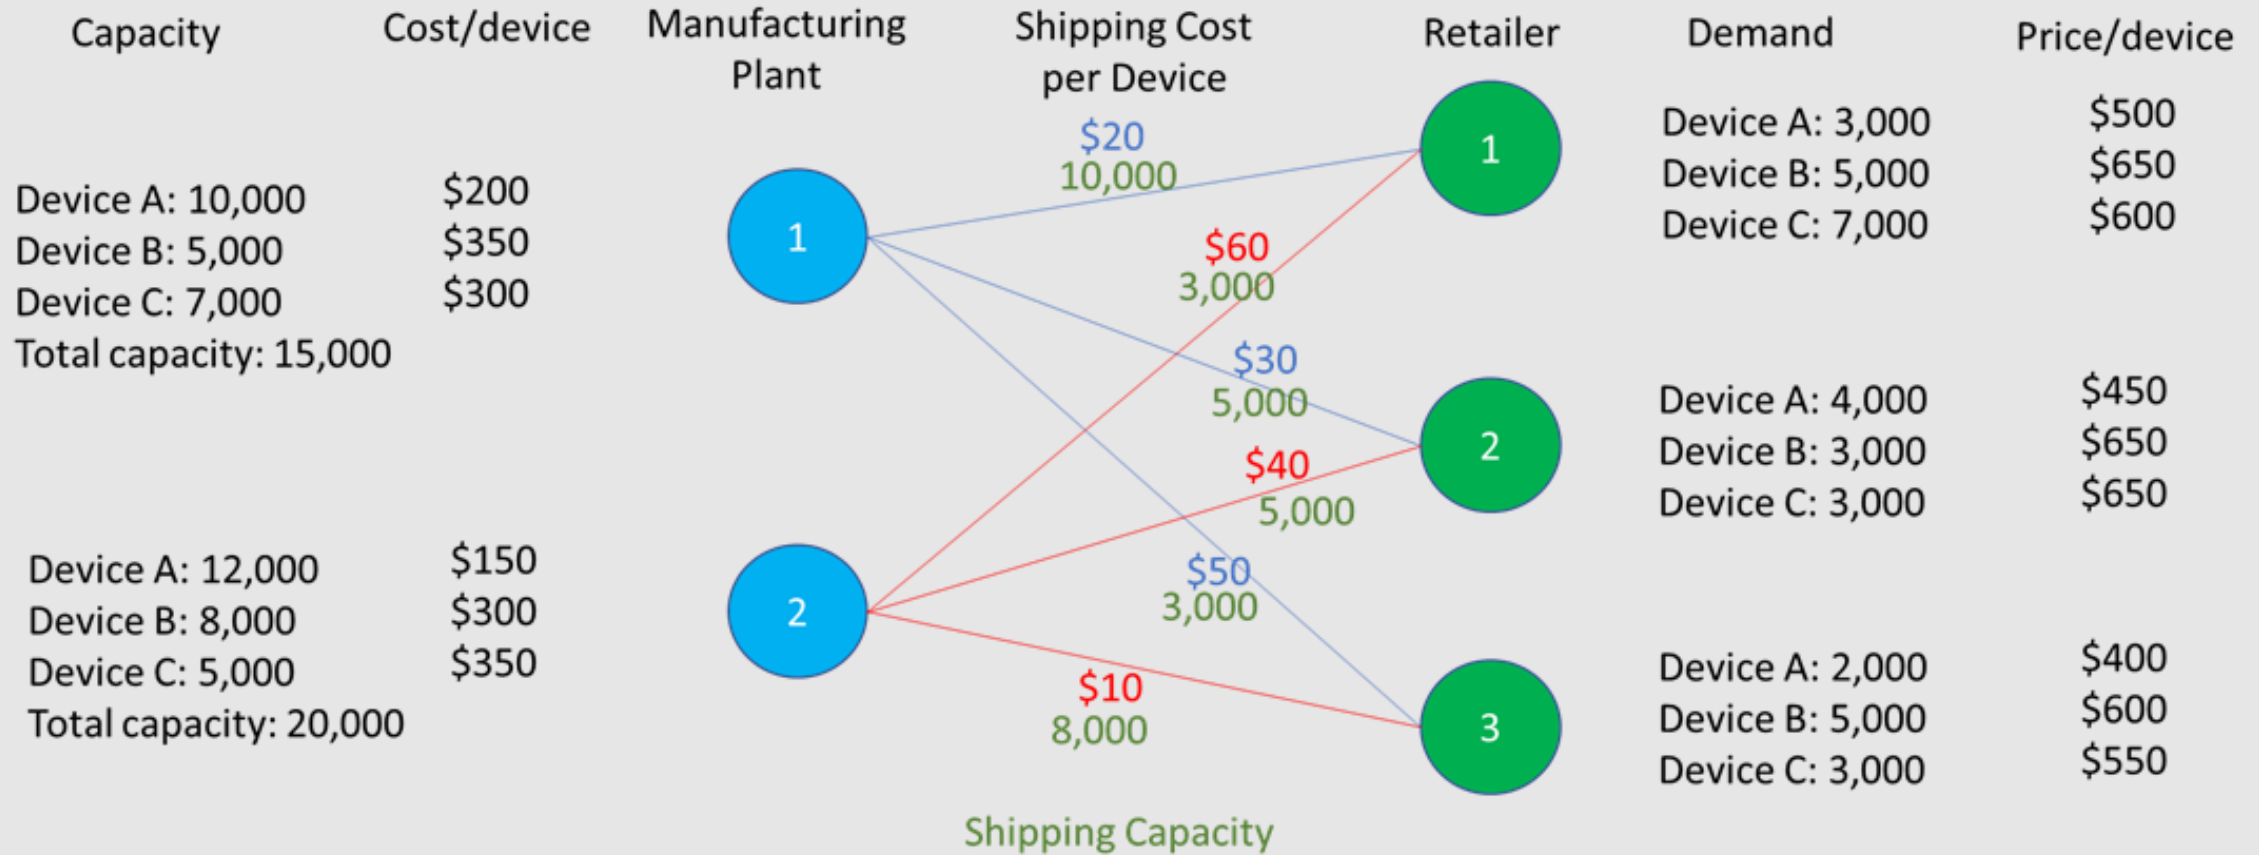 Capacity
Cost/device
Manufacturing
Plant
Shipping Cost
per Device
Retailer
Demand
Price/device
Device A: 10,000
Device B: 5,000
Device C: 7,000
Total capacity: 15,000
$200
$350
$300
1
Device A: 12,000
Device B: 8,000
Device C: 5,000
Total capacity: 20,000
$150
$300
$350
2
$20
10,000
$60
3,000
$30
5,000
$40
5,000
$50
3,000
$10
8,000
Shipping Capacity
1
Device A: 3,000
Device B: 5,000
Device C: 7,000
$500
$650
$600
2
Device A: 4,000
Device B: 3,000
Device C: 3,000
$450
$650
$650
3
Device A: 2,000
Device B: 5,000
Device C: 3,000
$400
$600
$550